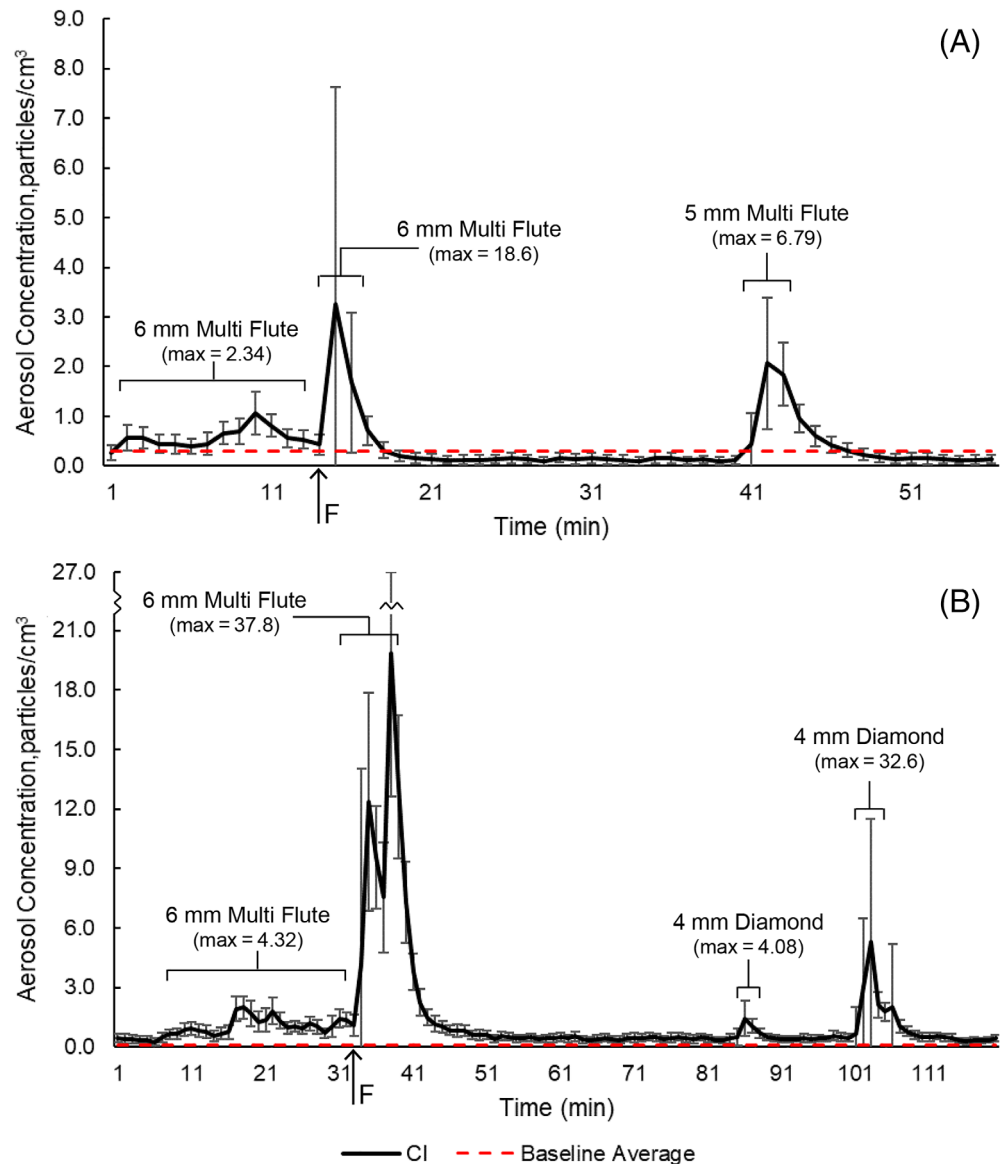 (A)
Aerosol Concentration,particles/cm³
9.0
8.0
7.0
6.0
5.0
4.0
3.0
2.0
1.0
0.0
6 mm Multi Flute
(max = 2.34)
6 mm Multi Flute
(max = 18.6)
5 mm Multi Flute
(max = 6.79)
1 11 21 31 41 51
F
Time (min)
(B)
Aerosol Concentration,particles/cm³
27.0
21.0
18.0
15.0
12.0
9.0
6.0
3.0
0.0
6 mm Multi Flute
(max = 37.8)
6 mm Multi Flute
(max = 4.32)
4 mm Diamond
(max = 4.08)
4 mm Diamond
(max = 32.6)
1 11 21 31 41 51 61 71 81 91 101 111
F
Time (min)
CI Baseline Average